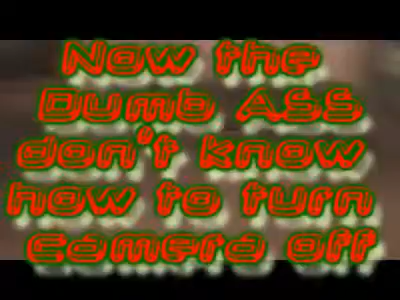 Now the
Dumb ASS
don't know
how to turn
camera off